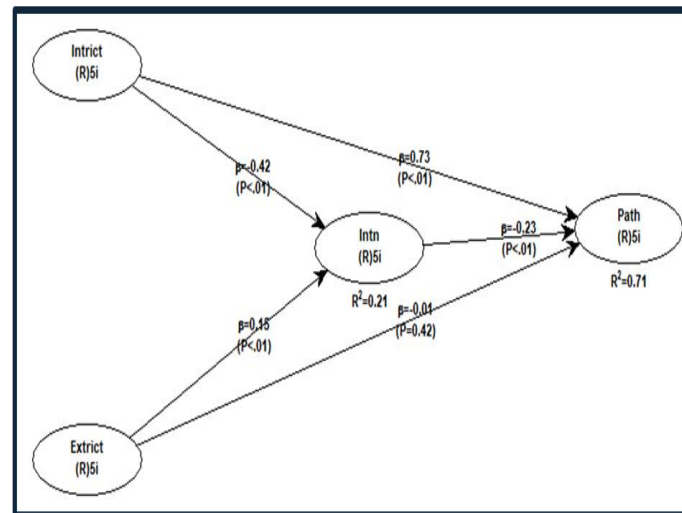 Intrict
(R)5i
β=0.73
(P<.01)
β=-0.42
(P<.01)
Path
(R)5i
R²=0.71
Intn
(R)5i
R²=0.21
β=-0.23
(P<.01)
β=0.15
(P<.01)
β=-0.01
(P=0.42)
Extrict
(R)5i